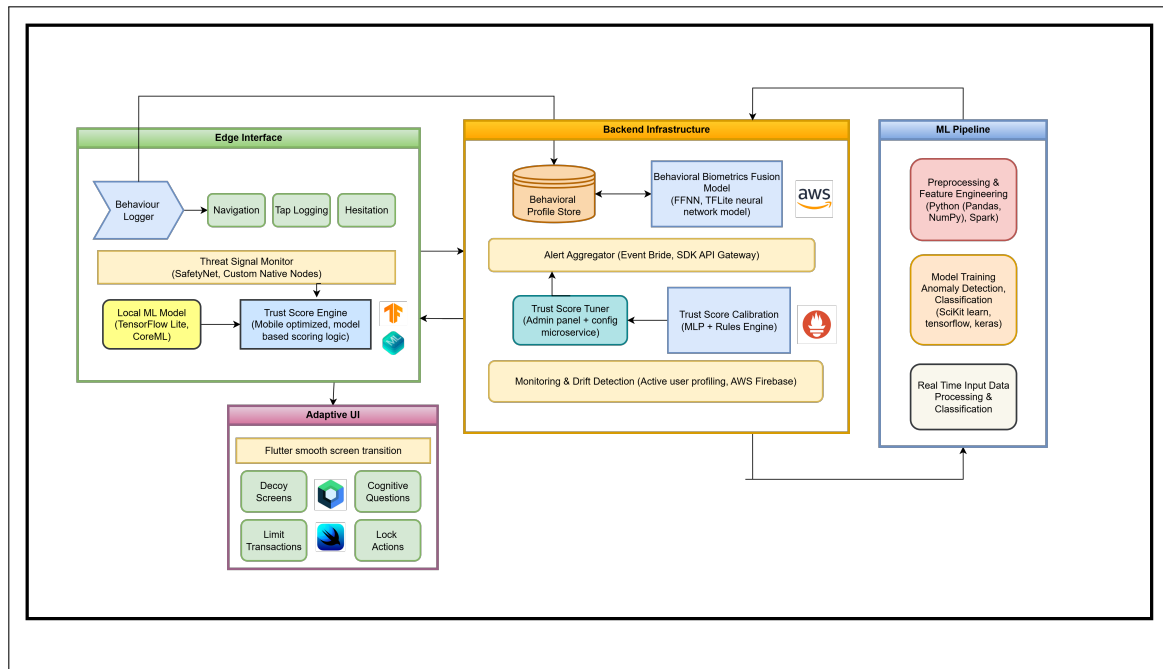 Edge Interface
Behaviour
Logger
Navigation
Tap Logging
Hesitation
Threat Signal Monitor
(SafetyNet, Custom Native Nodes)
Local ML Model
(TensorFlow Lite,
CoreML)
Trust Score Engine
(Mobile optimized, model
based scoring logic)
Adaptive UI
Flutter smooth screen transition
Decoy
Screens
Cognitive
Questions
Limit
Transactions
Lock
Actions
Backend Infrastructure
Behavioral
Profile Store
Behavioral Biometrics Fusion
Model
(FFNN, TFLite neural
network model)
aws
Alert Aggregator (Event Bride, SDK API Gateway)
Trust Score Tuner
(Admin panel + config
microservice)
Trust Score Calibration
(MLP + Rules Engine)
Monitoring & Drift Detection (Active user profiling, AWS Firebase)
ML Pipeline
Preprocessing &
Feature Engineering
(Python (Pandas,
NumPy), Spark)
Model Training
Anomaly Detection,
Classification
(SciKit learn,
tensorflow, keras)
Real Time Input Data
Processing &
Classification